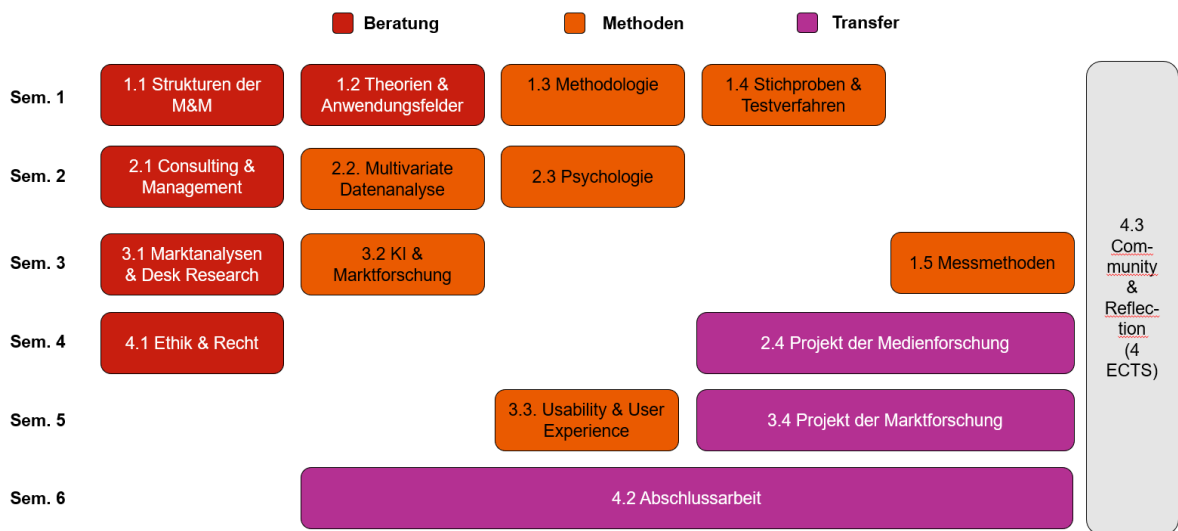 Beratung
Methoden
Transfer
Sem. 1
1.1 Strukturen der
M&M
1.2 Theorien &
Anwendungsfelder
1.3 Methodologie
1.4 Stichproben &
Testverfahren
Sem. 2
2.1 Consulting &
Management
2.2. Multivariate
Datenanalyse
2.3 Psychologie
Sem. 3
3.1 Marktanalysen
& Desk Research
3.2 KI &
Marktforschung
1.5 Messmethoden
Sem. 4
4.1 Ethik & Recht
2.4 Projekt der Medienforschung
Sem. 5
3.3. Usability & User
Experience
3.4 Projekt der Marktforschung
Sem. 6
4.2 Abschlussarbeit
4.3
Com-
munity
&
Reflec-
tion
(4
ECTS)